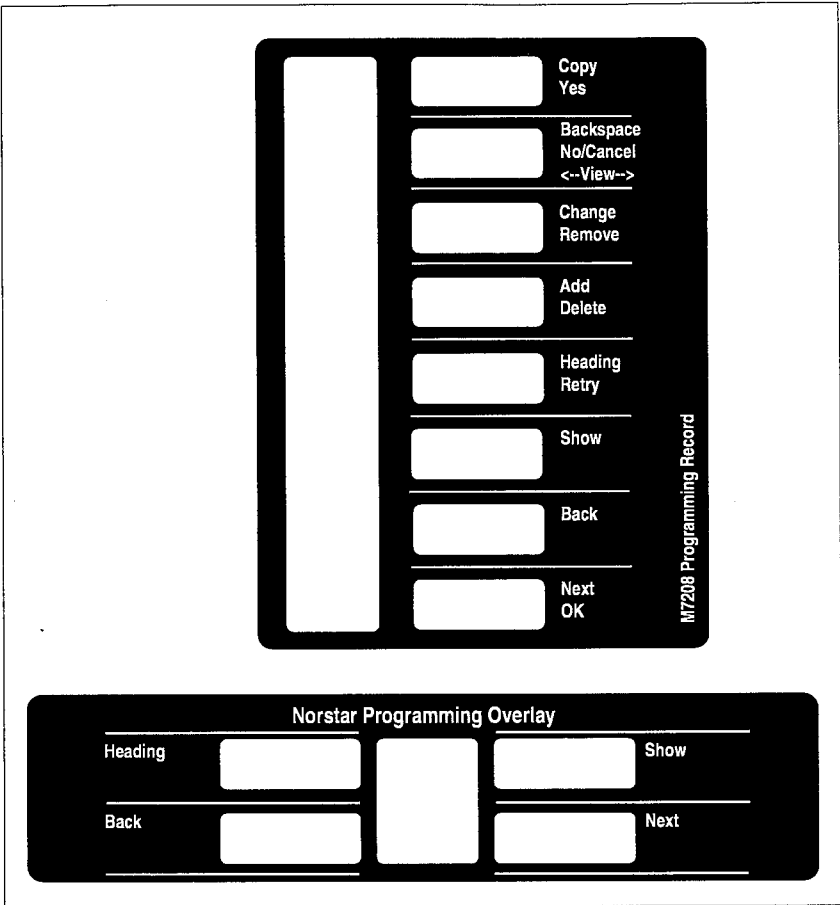 Copy
Yes
Backspace
No/Cancel
<--View-->
Change
Remove
Add
Delete
Heading
Retry
Show
Back
Next
OK
M7208 Programming Record
Norstar Programming Overlay
Heading
Show
Back
Next